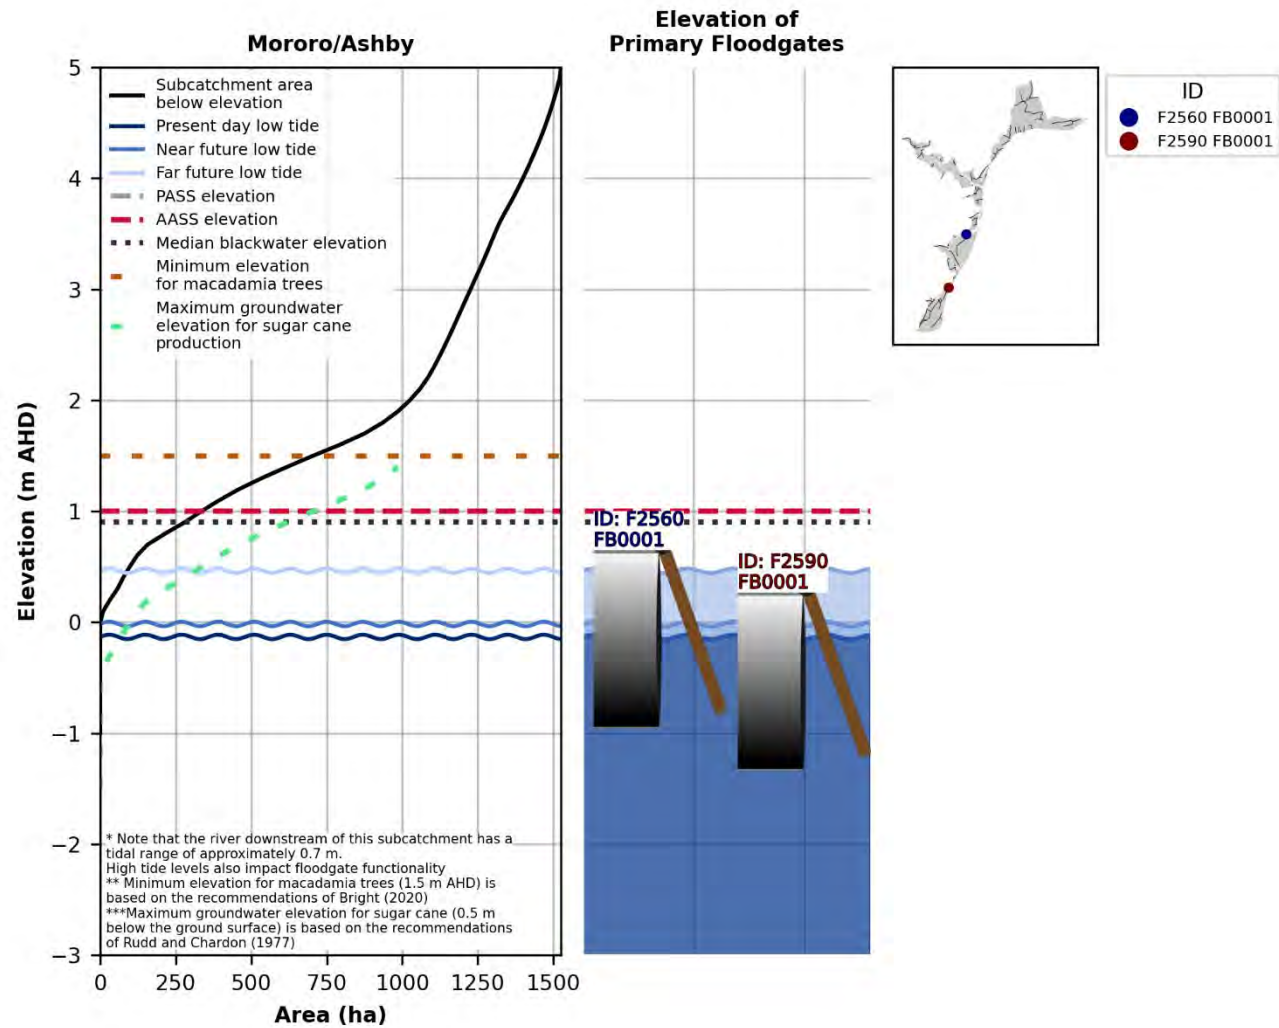 Mororo/Ashby
Elevation of
Primary Floodgates
Subcatchment area
below elevation
Present day low tide
Near future low tide
Far future low tide
PASS elevation
AASS elevation
Median blackwater elevation
Minimum elevation
for macadamia trees
Maximum groundwater
elevation for sugar cane
production
ID
F2560 FB0001
F2590 FB0001
5
4
3
2
1
0
−1
−2
−3
Elevation (m AHD)
ID: F2560
FB0001
ID: F2590
FB0001
* Note that the river downstream of this subcatchment has a
tidal range of approximately 0.7 m.
High tide levels also impact floodgate functionality
** Minimum elevation for macadamia trees (1.5 m AHD) is
based on the recommendations of Bright (2020)
***Maximum groundwater elevation for sugar cane (0.5 m
below the ground surface) is based on the recommendations
of Rudd and Chardon (1977)
0 250 500 750 1000 1250 1500
Area (ha)